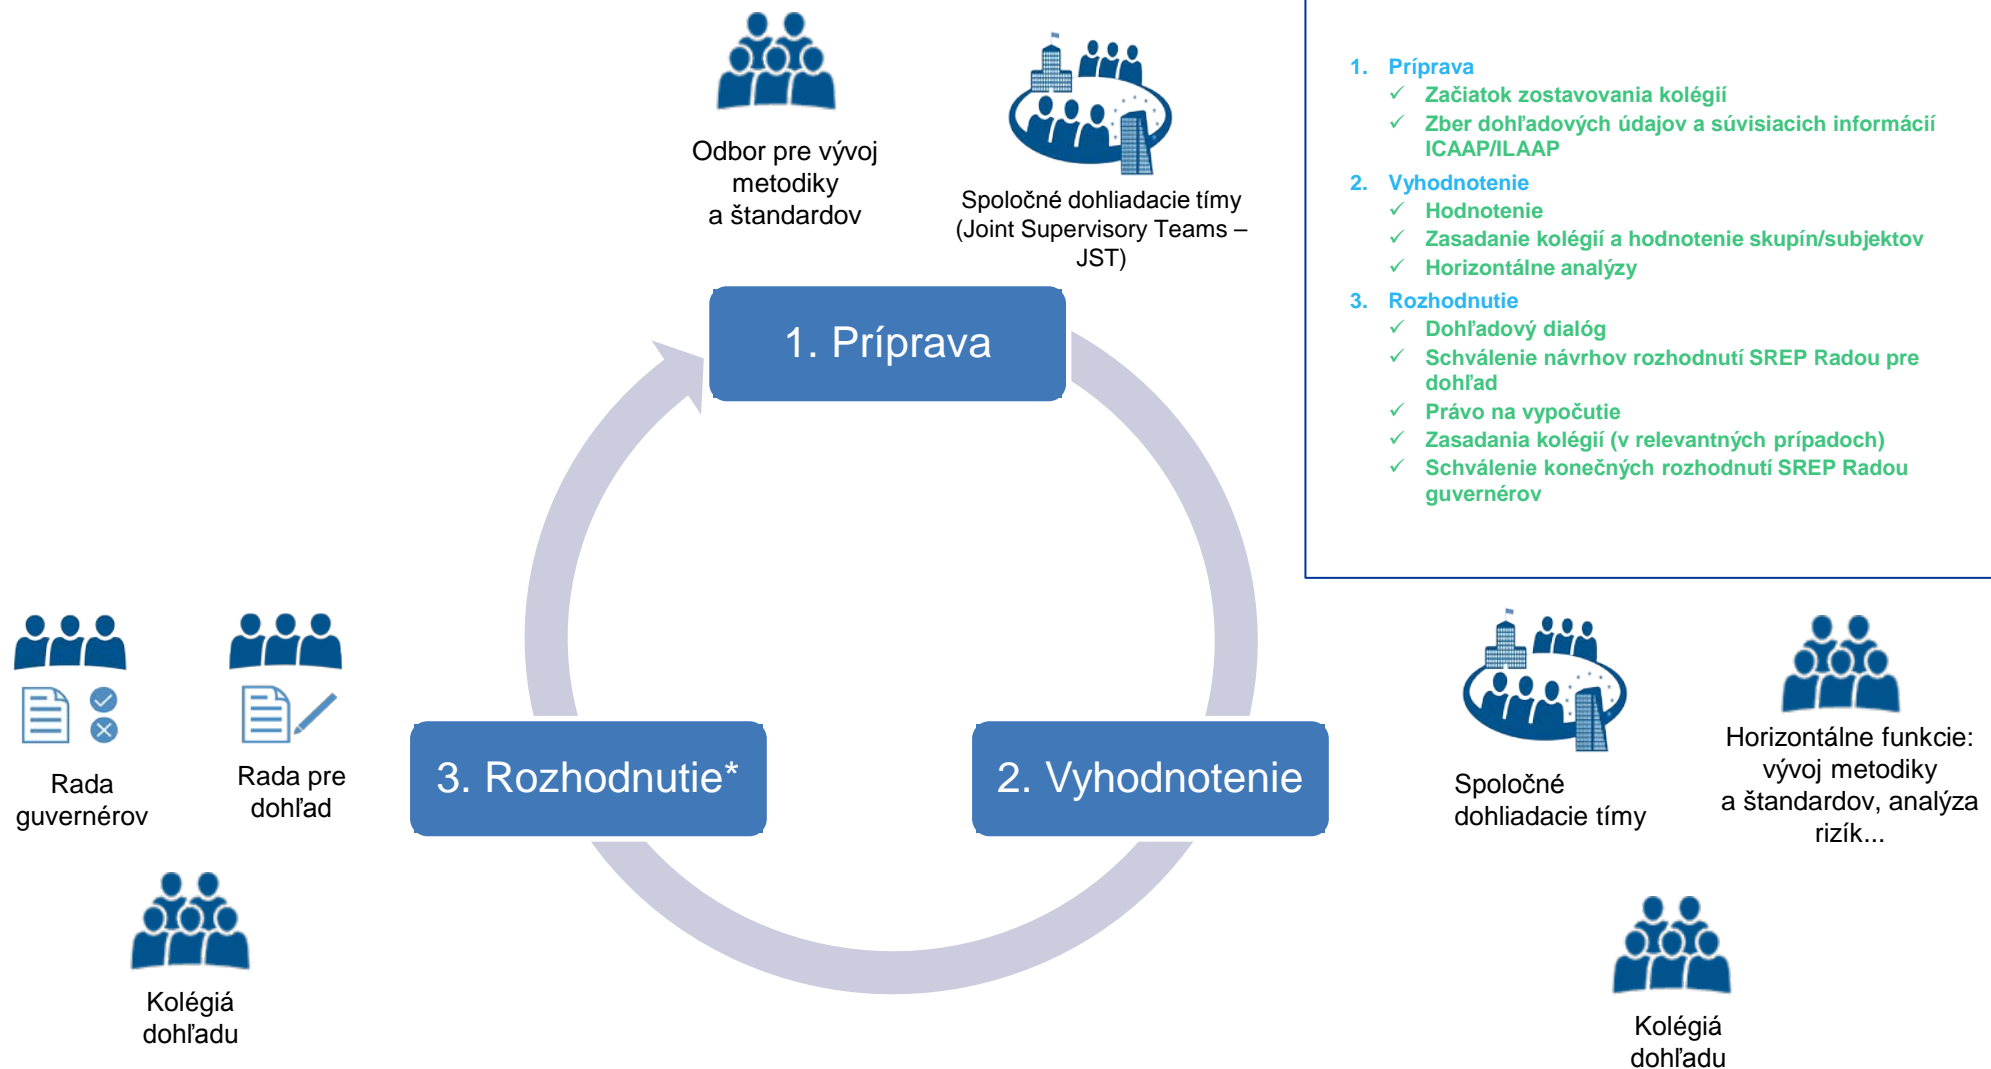 Odbor pre vývoj
metodiky
a štandardov
Spoločné dohliadacie tímy
(Joint Supervisory Teams –
JST)
1. Príprava
✓ Začiatok zostavovania kolégií
✓ Zber dohľadových údajov a súvisiacich informácií
ICAAP/ILAAP
2. Vyhodnotenie
✓ Hodnotenie
✓ Zasadanie kolégií a hodnotenie skupín/subjektov
✓ Horizontálne analýzy
3. Rozhodnutie
✓ Dohľadový dialóg
✓ Schválenie návrhov rozhodnutí SREP Radou pre
dohľad
✓ Právo na vypočutie
✓ Zasadania kolégií (v relevantných prípadoch)
✓ Schválenie konečných rozhodnutí SREP Radou
guvernérov
1. Príprava
2. Vyhodnotenie
3. Rozhodnutie*
Rada
guvernérov
Rada pre
dohľad
Kolégiá
dohľadu
Spoločné
dohliadacie tímy
Horizontálne funkcie:
vývoj metodiky
a štandardov, analýza
rizík...
Kolégiá
dohľadu